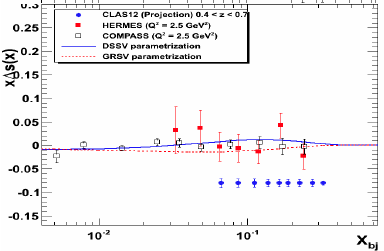 0.3
CLAS12 (Projection) 0.4 < z < 0.7
HERMES (Q² = 2.5 GeV²)
COMPASS (Q² = 2.5 GeV²)
DSSV parametrization
GRSV parametrization
xΔs(x)
0.25
0.2
0.15
0.1
0.05
0
-0.05
-0.1
-0.15
10⁻²
10⁻¹
x_bj